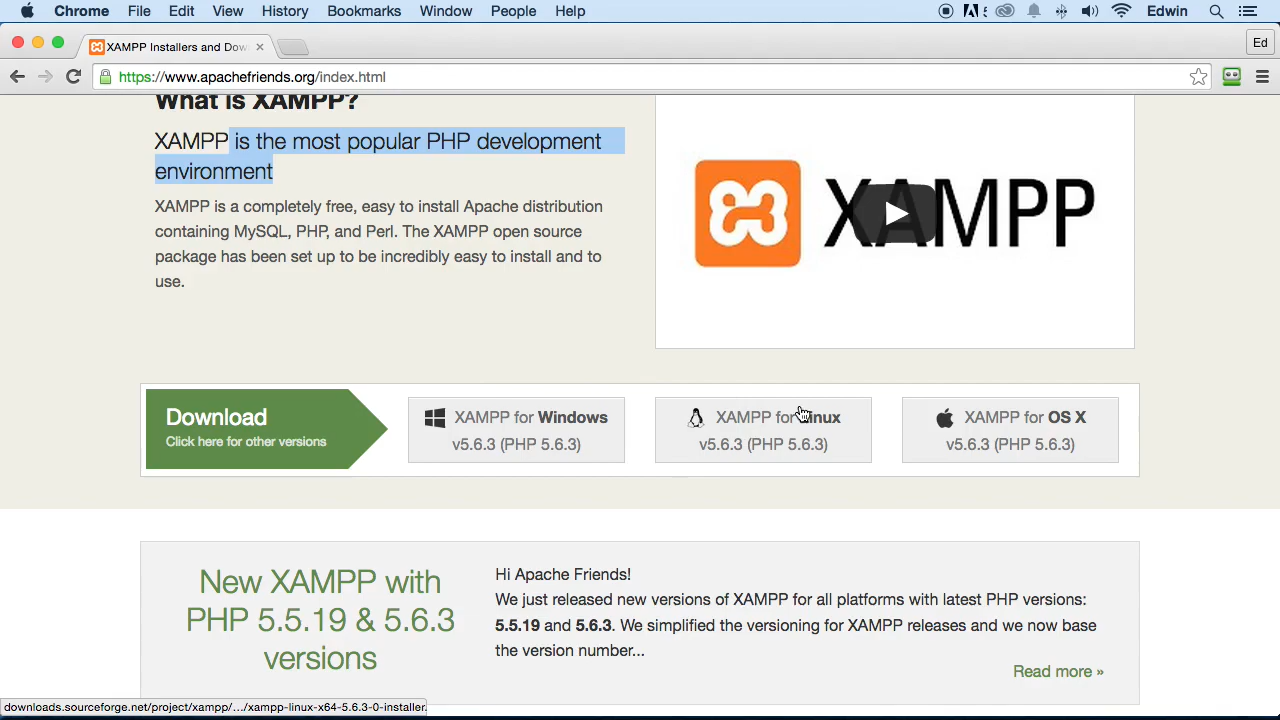 Chrome File Edit View History Bookmarks Window People Help 5 Edwin
XAMPP Installers and Dow
Ed
https://www.apachefriends.org/index.html
What is XAMPP?
XAMPP is the most popular PHP development
environment
XAMPP is a completely free, easy to install Apache distribution
containing MySQL, PHP, and Perl. The XAMPP open source
package has been set up to be incredibly easy to install and to
use.
XAMPP
Download
Click here for other versions
XAMPP for Windows
v5.6.3 (PHP 5.6.3)
XAMPP for Linux
v5.6.3 (PHP 5.6.3)
XAMPP for OS X
v5.6.3 (PHP 5.6.3)
New XAMPP with
PHP 5.5.19 & 5.6.3
versions
Hi Apache Friends!
We just released new versions of XAMPP for all platforms with latest PHP versions:
5.5.19 and 5.6.3. We simplified the versioning for XAMPP releases and we now base
the version number...
Read more »
downloads.sourceforge.net/project/xampp/.../xampp-linux-x64-5.6.3-0-installer.